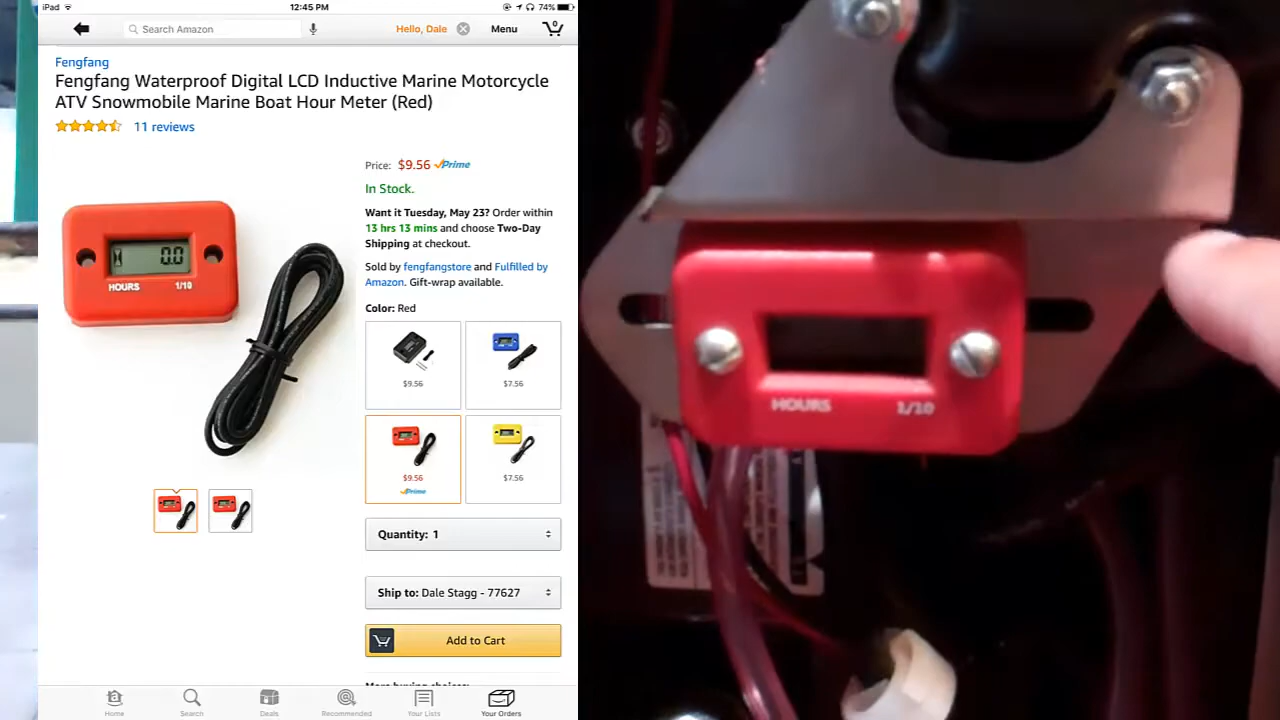 iPad
12:45 PM
74%
Search Amazon
Hello, Dale
Menu
0
Fengfang
Fengfang Waterproof Digital LCD Inductive Marine Motorcycle
ATV Snowmobile Marine Boat Hour Meter (Red)
11 reviews
Price: $9.56 Prime
In Stock.
Want it Tuesday, May 23? Order within
13 hrs 13 mins and choose Two-Day
Shipping at checkout.
Sold by fengfangstore and Fulfilled by
Amazon. Gift-wrap available.
Color: Red
$9.56
$7.56
$9.56
Prime
$7.56
0.0
HOURS 1/10
Quantity: 1
Ship to: Dale Stagg - 77627
Add to Cart
Home
Search
Deals
Recommended
Your Lists
Your Orders
HOURS 1/10